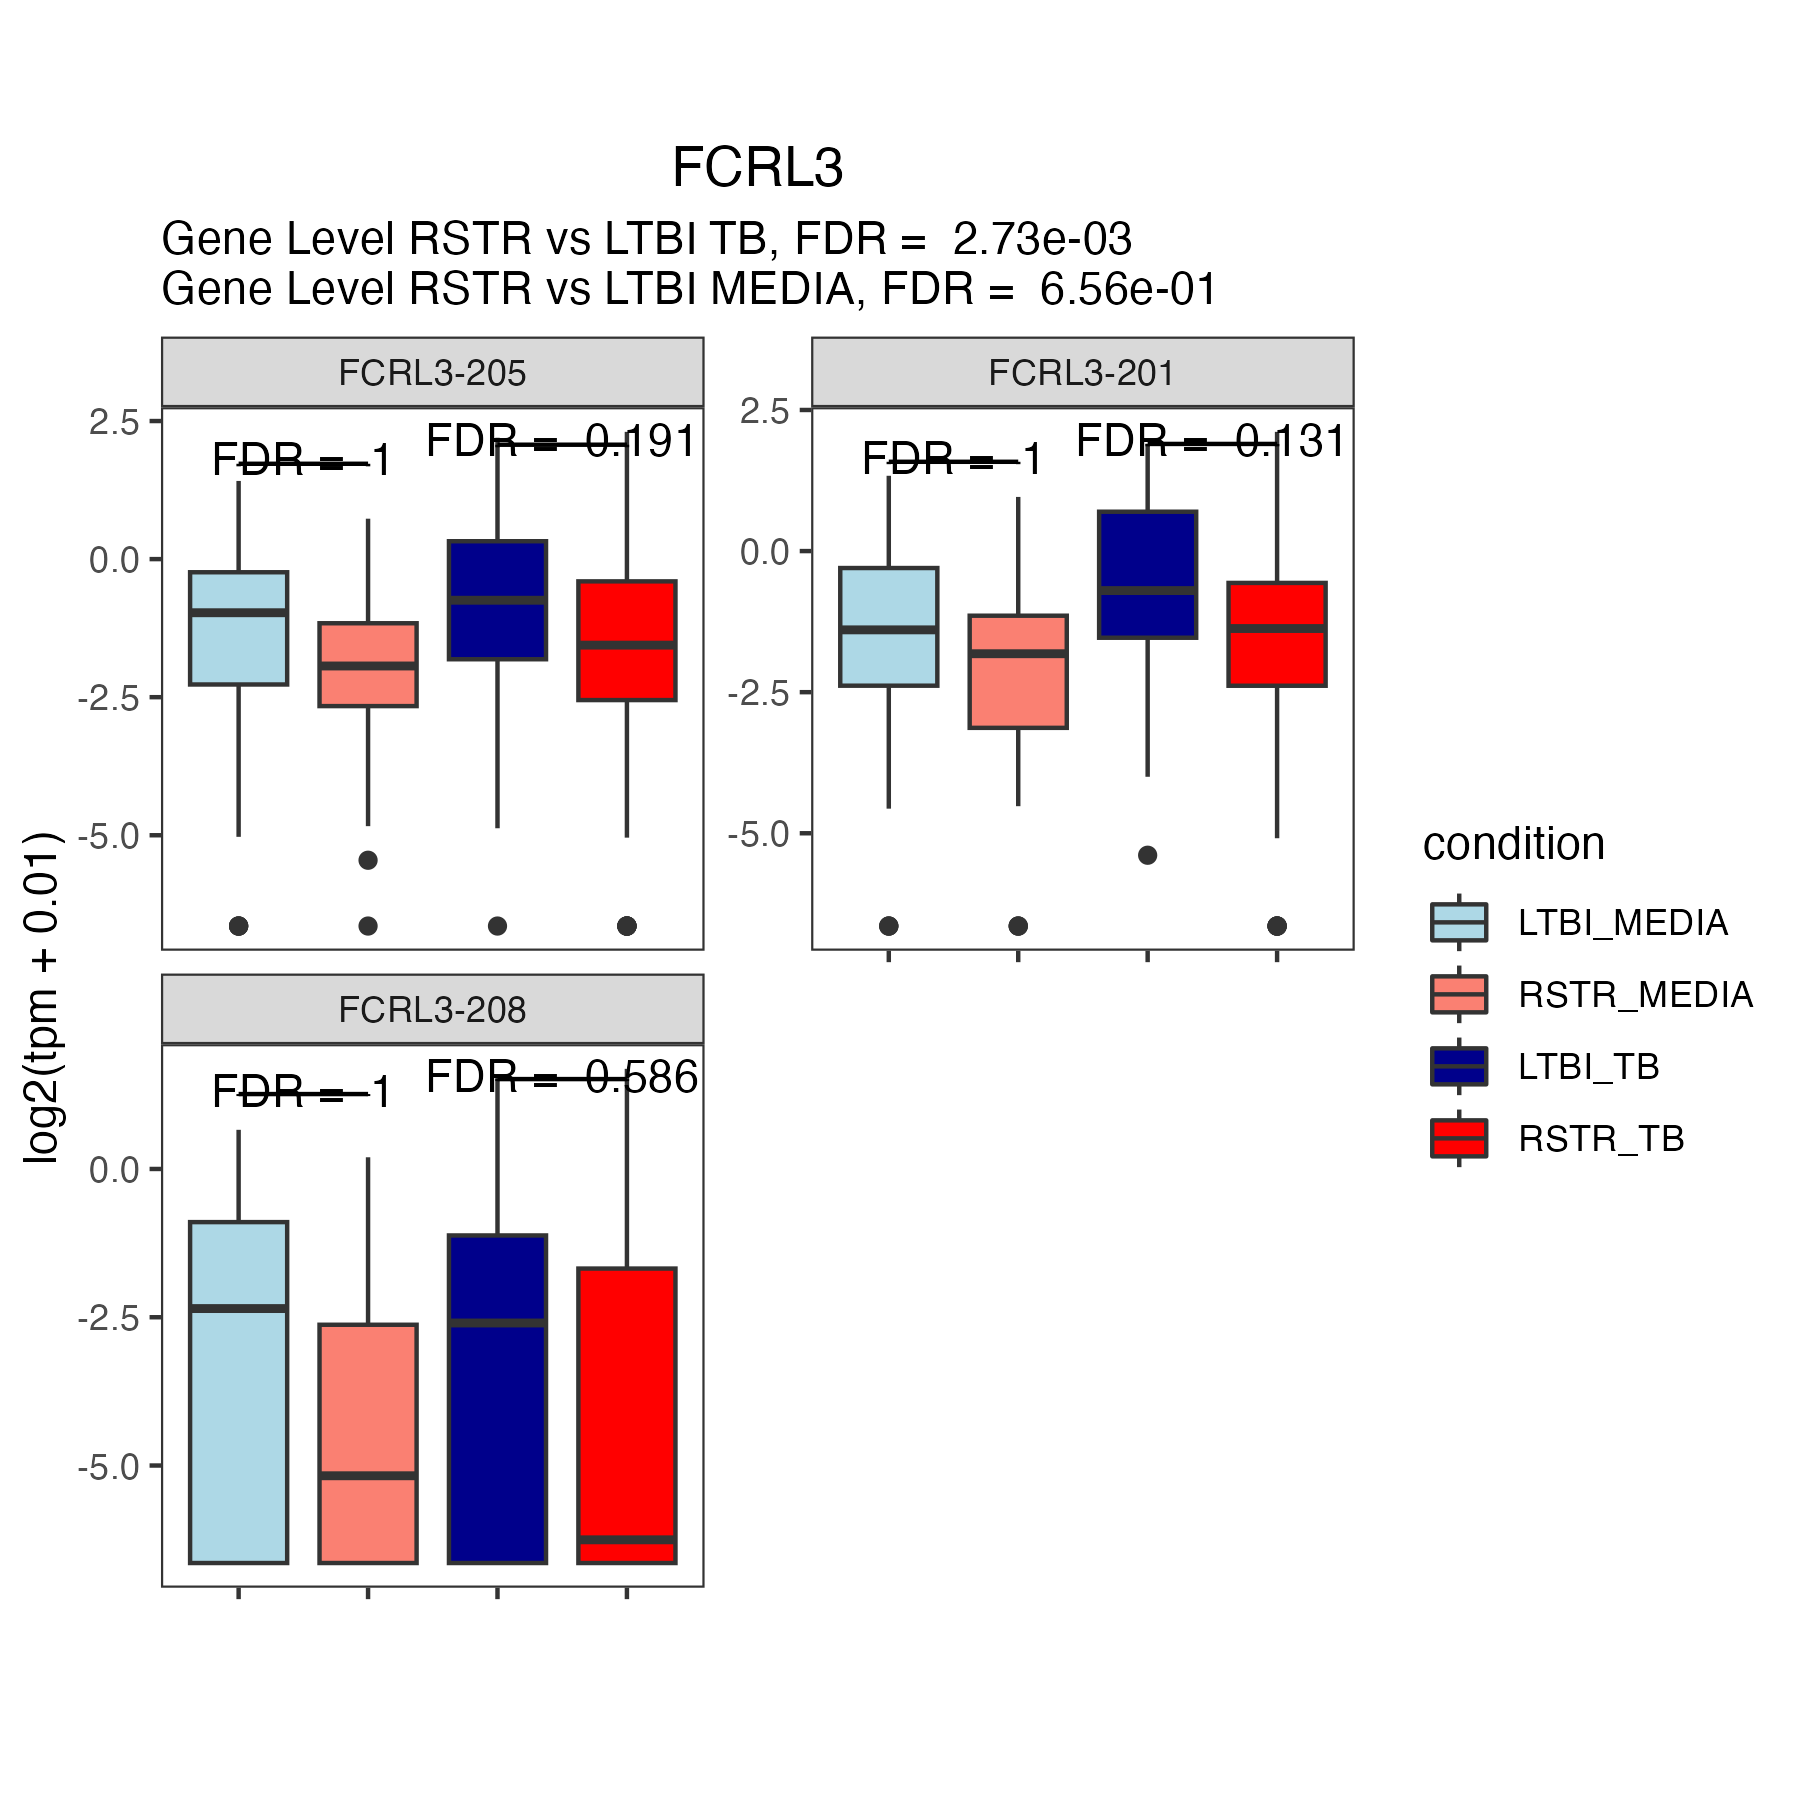 FCRL3
Gene Level RSTR vs LTBI TB, FDR =  2.73e-03
Gene Level RSTR vs LTBI MEDIA, FDR =  6.56e-01
FCRL3-205
FDR = 1
FDR = 0.191
2.5
0.0
-2.5
-5.0
FCRL3-201
FDR = 1
FDR = 0.131
2.5
0.0
-2.5
-5.0
FCRL3-208
FDR = 1
FDR = 0.586
0.0
-2.5
-5.0
log2(tpm + 0.01)
condition
LTBI_MEDIA
RSTR_MEDIA
LTBI_TB
RSTR_TB